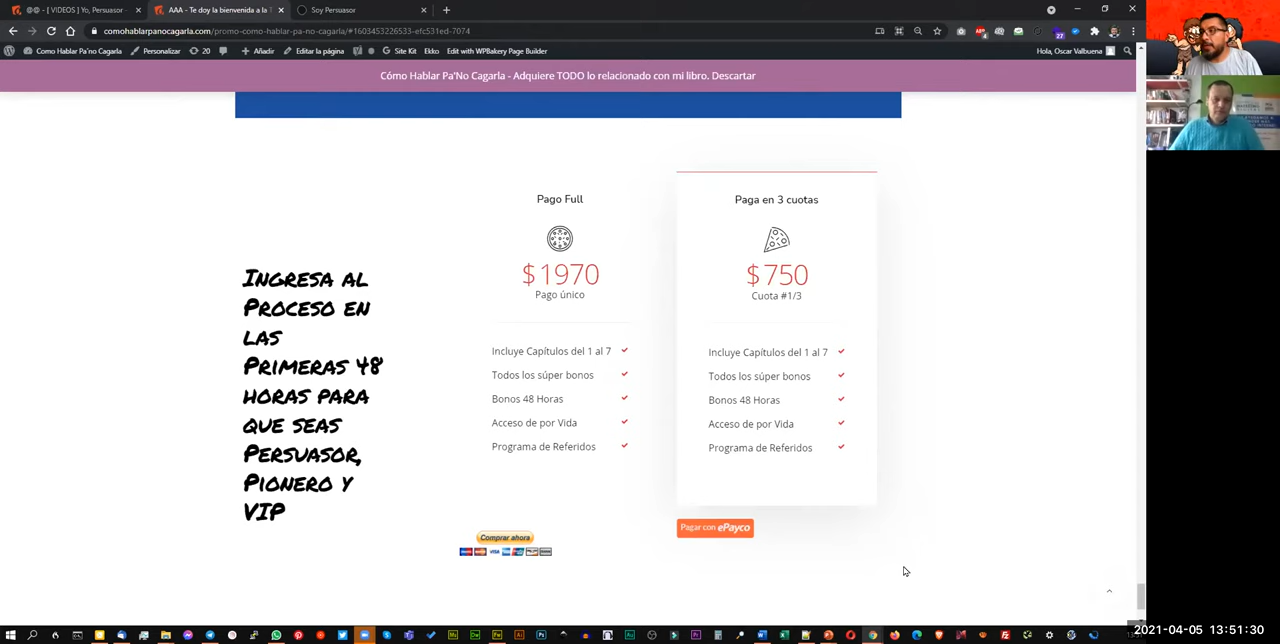 @@ - [ VIDEOS ] Yo, Persuasor -
AAA - Te doy la bienvenida a la
Soy Persuasor
comohablarpanocagarla.com/promo-como-hablar-pa-no-cagarla/#1603453226533-efc531ed-7074
Como Hablar Pa'no Cagarla
Personalizar
20
Añadir
Editar la página
Site Kit
Ekko
Edit with WPBakery Page Builder
Hola, Oscar Valbuena
Cómo Hablar Pa'No Cagarla - Adquiere TODO lo relacionado con mi libro. Descartar
Ingresa al
Proceso en
las
Primeras 48
horas para
que seas
Persuasor,
Pionero y
VIP
Pago Full
$1970
Pago único
Incluye Capítulos del 1 al 7
Todos los súper bonos
Bonos 48 Horas
Acceso de por Vida
Programa de Referidos
Comprar ahora
VISA
Paga en 3 cuotas
$750
Cuota #1/3
Incluye Capítulos del 1 al 7
Todos los súper bonos
Bonos 48 Horas
Acceso de por Vida
Programa de Referidos
Pagar con ePayco
2021-04-05 13:51:30